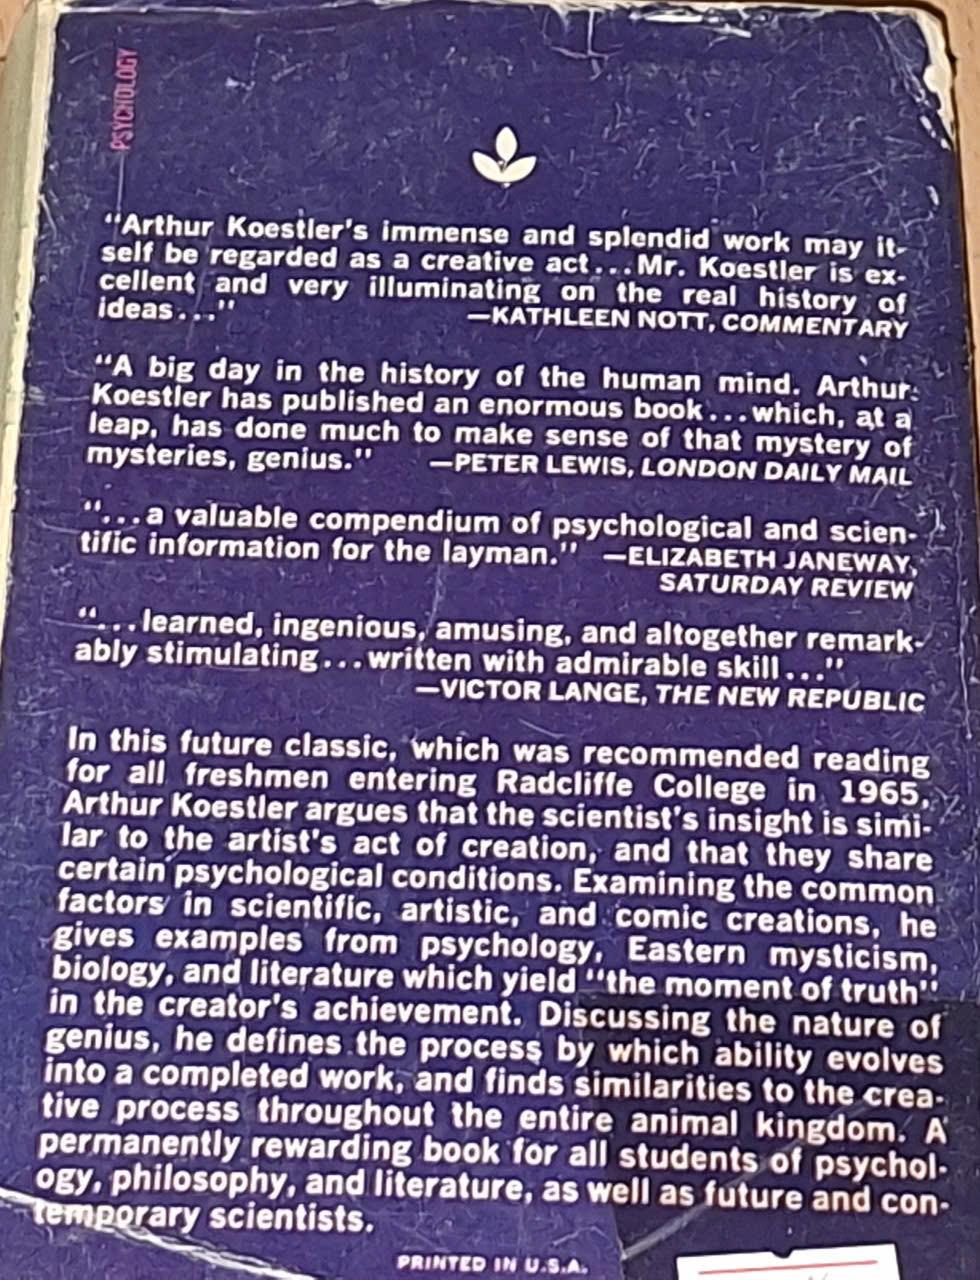 PSYCHOLOGY
"Arthur Koestler's immense and splendid work may it-
self be regarded as a creative act...Mr. Koestler is ex-
cellent and very illuminating on the real history of
ideas..." —KATHLEEN NOTT, COMMENTARY
"A big day in the history of the human mind. Arthur
Koestler has published an enormous book...which, at a
leap, has done much to make sense of that mystery of
mysteries, genius." —PETER LEWIS, LONDON DAILY MAIL
"...a valuable compendium of psychological and scien-
tific information for the layman." —ELIZABETH JANEWAY,
SATURDAY REVIEW
"...learned, ingenious, amusing, and altogether remark-
ably stimulating...written with admirable skill..."
—VICTOR LANGE, THE NEW REPUBLIC
In this future classic, which was recommended reading
for all freshmen entering Radcliffe College in 1965,
Arthur Koestler argues that the scientist's insight is simi-
lar to the artist's act of creation, and that they share
certain psychological conditions. Examining the common
factors in scientific, artistic, and comic creations, he
gives examples from psychology, Eastern mysticism,
biology, and literature which yield "the moment of truth"
in the creator's achievement. Discussing the nature of
genius, he defines the process by which ability evolves
into a completed work, and finds similarities to the crea-
tive process throughout the entire animal kingdom. A
permanently rewarding book for all students of psychol-
ogy, philosophy, and literature, as well as future and con-
temporary scientists.
PRINTED IN U.S.A.